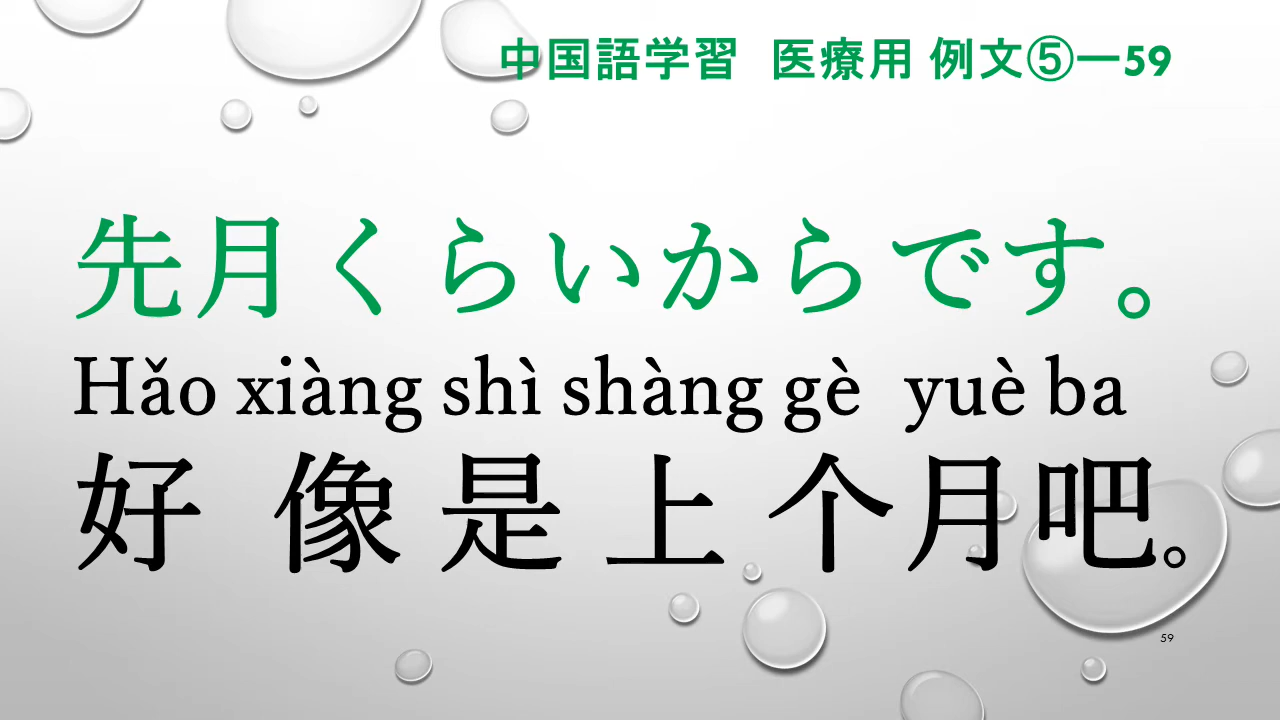 中国語学習 医療用 例文⑤ー59
先月くらいからです。
Hǎo xiàng shì shàng gè yuè ba
好 像 是 上 个 月 吧。
59